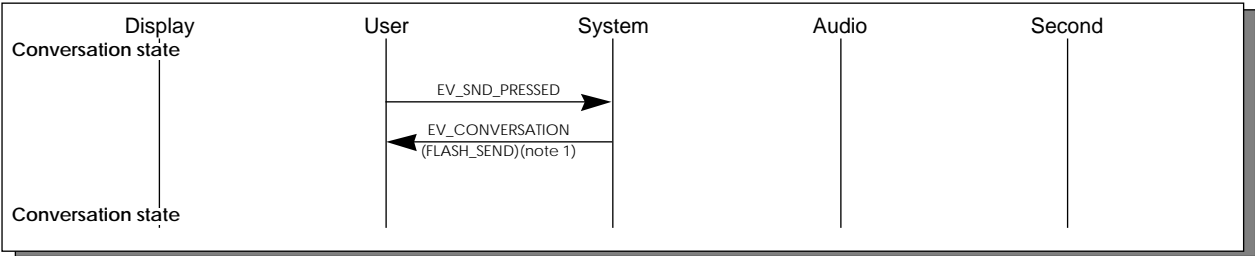 Display User System Audio Second
Conversation state
EV_SND_PRESSED
EV_CONVERSATION
(FLASH_SEND)(note 1)
Conversation state